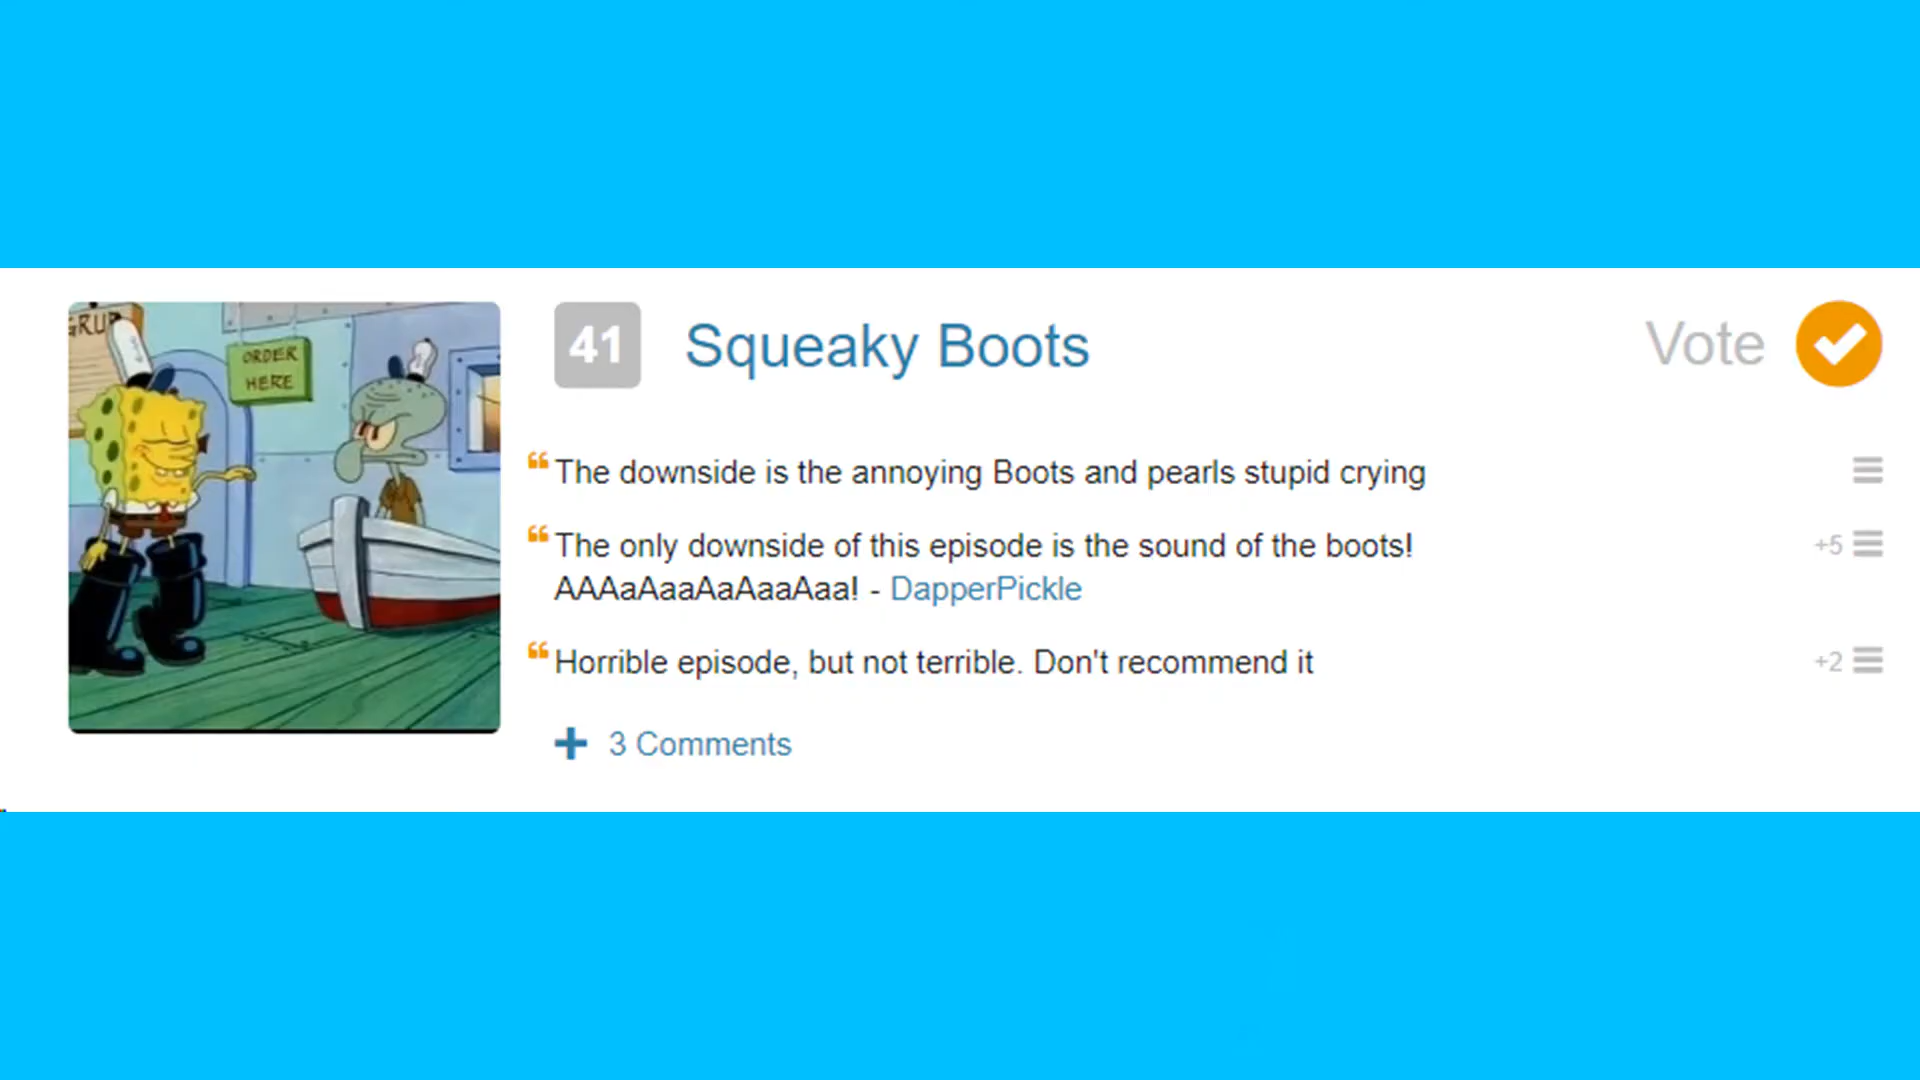 GRUB
ORDER
HERE
41
Squeaky Boots
Vote
“The downside is the annoying Boots and pearls stupid crying
“The only downside of this episode is the sound of the boots!
+5
AAAaAaaAaAaaAaa! - DapperPickle
“Horrible episode, but not terrible. Don't recommend it
+2
+ 3 Comments